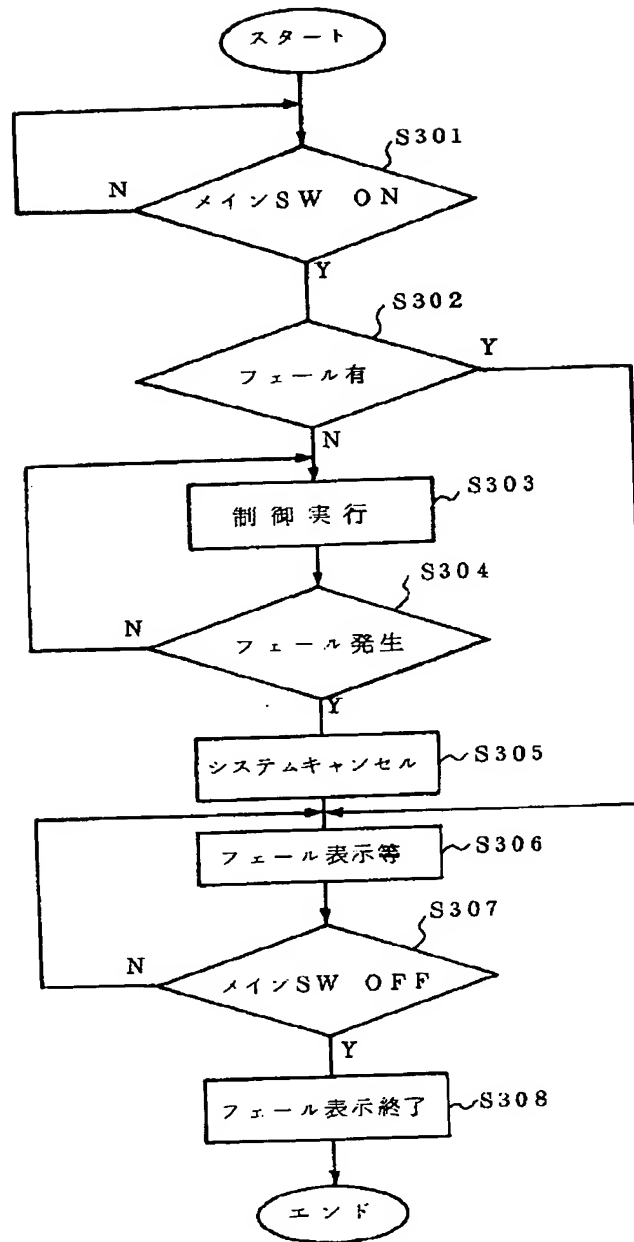 スタート
S301
N
メインSW ON
Y
S302
Y
フェール有
N
S303
制御実行
S304
N
フェール発生
Y
S305
システムキャンセル
S306
フェール表示等
S307
N
メインSW OFF
Y
S308
フェール表示終了
エンド